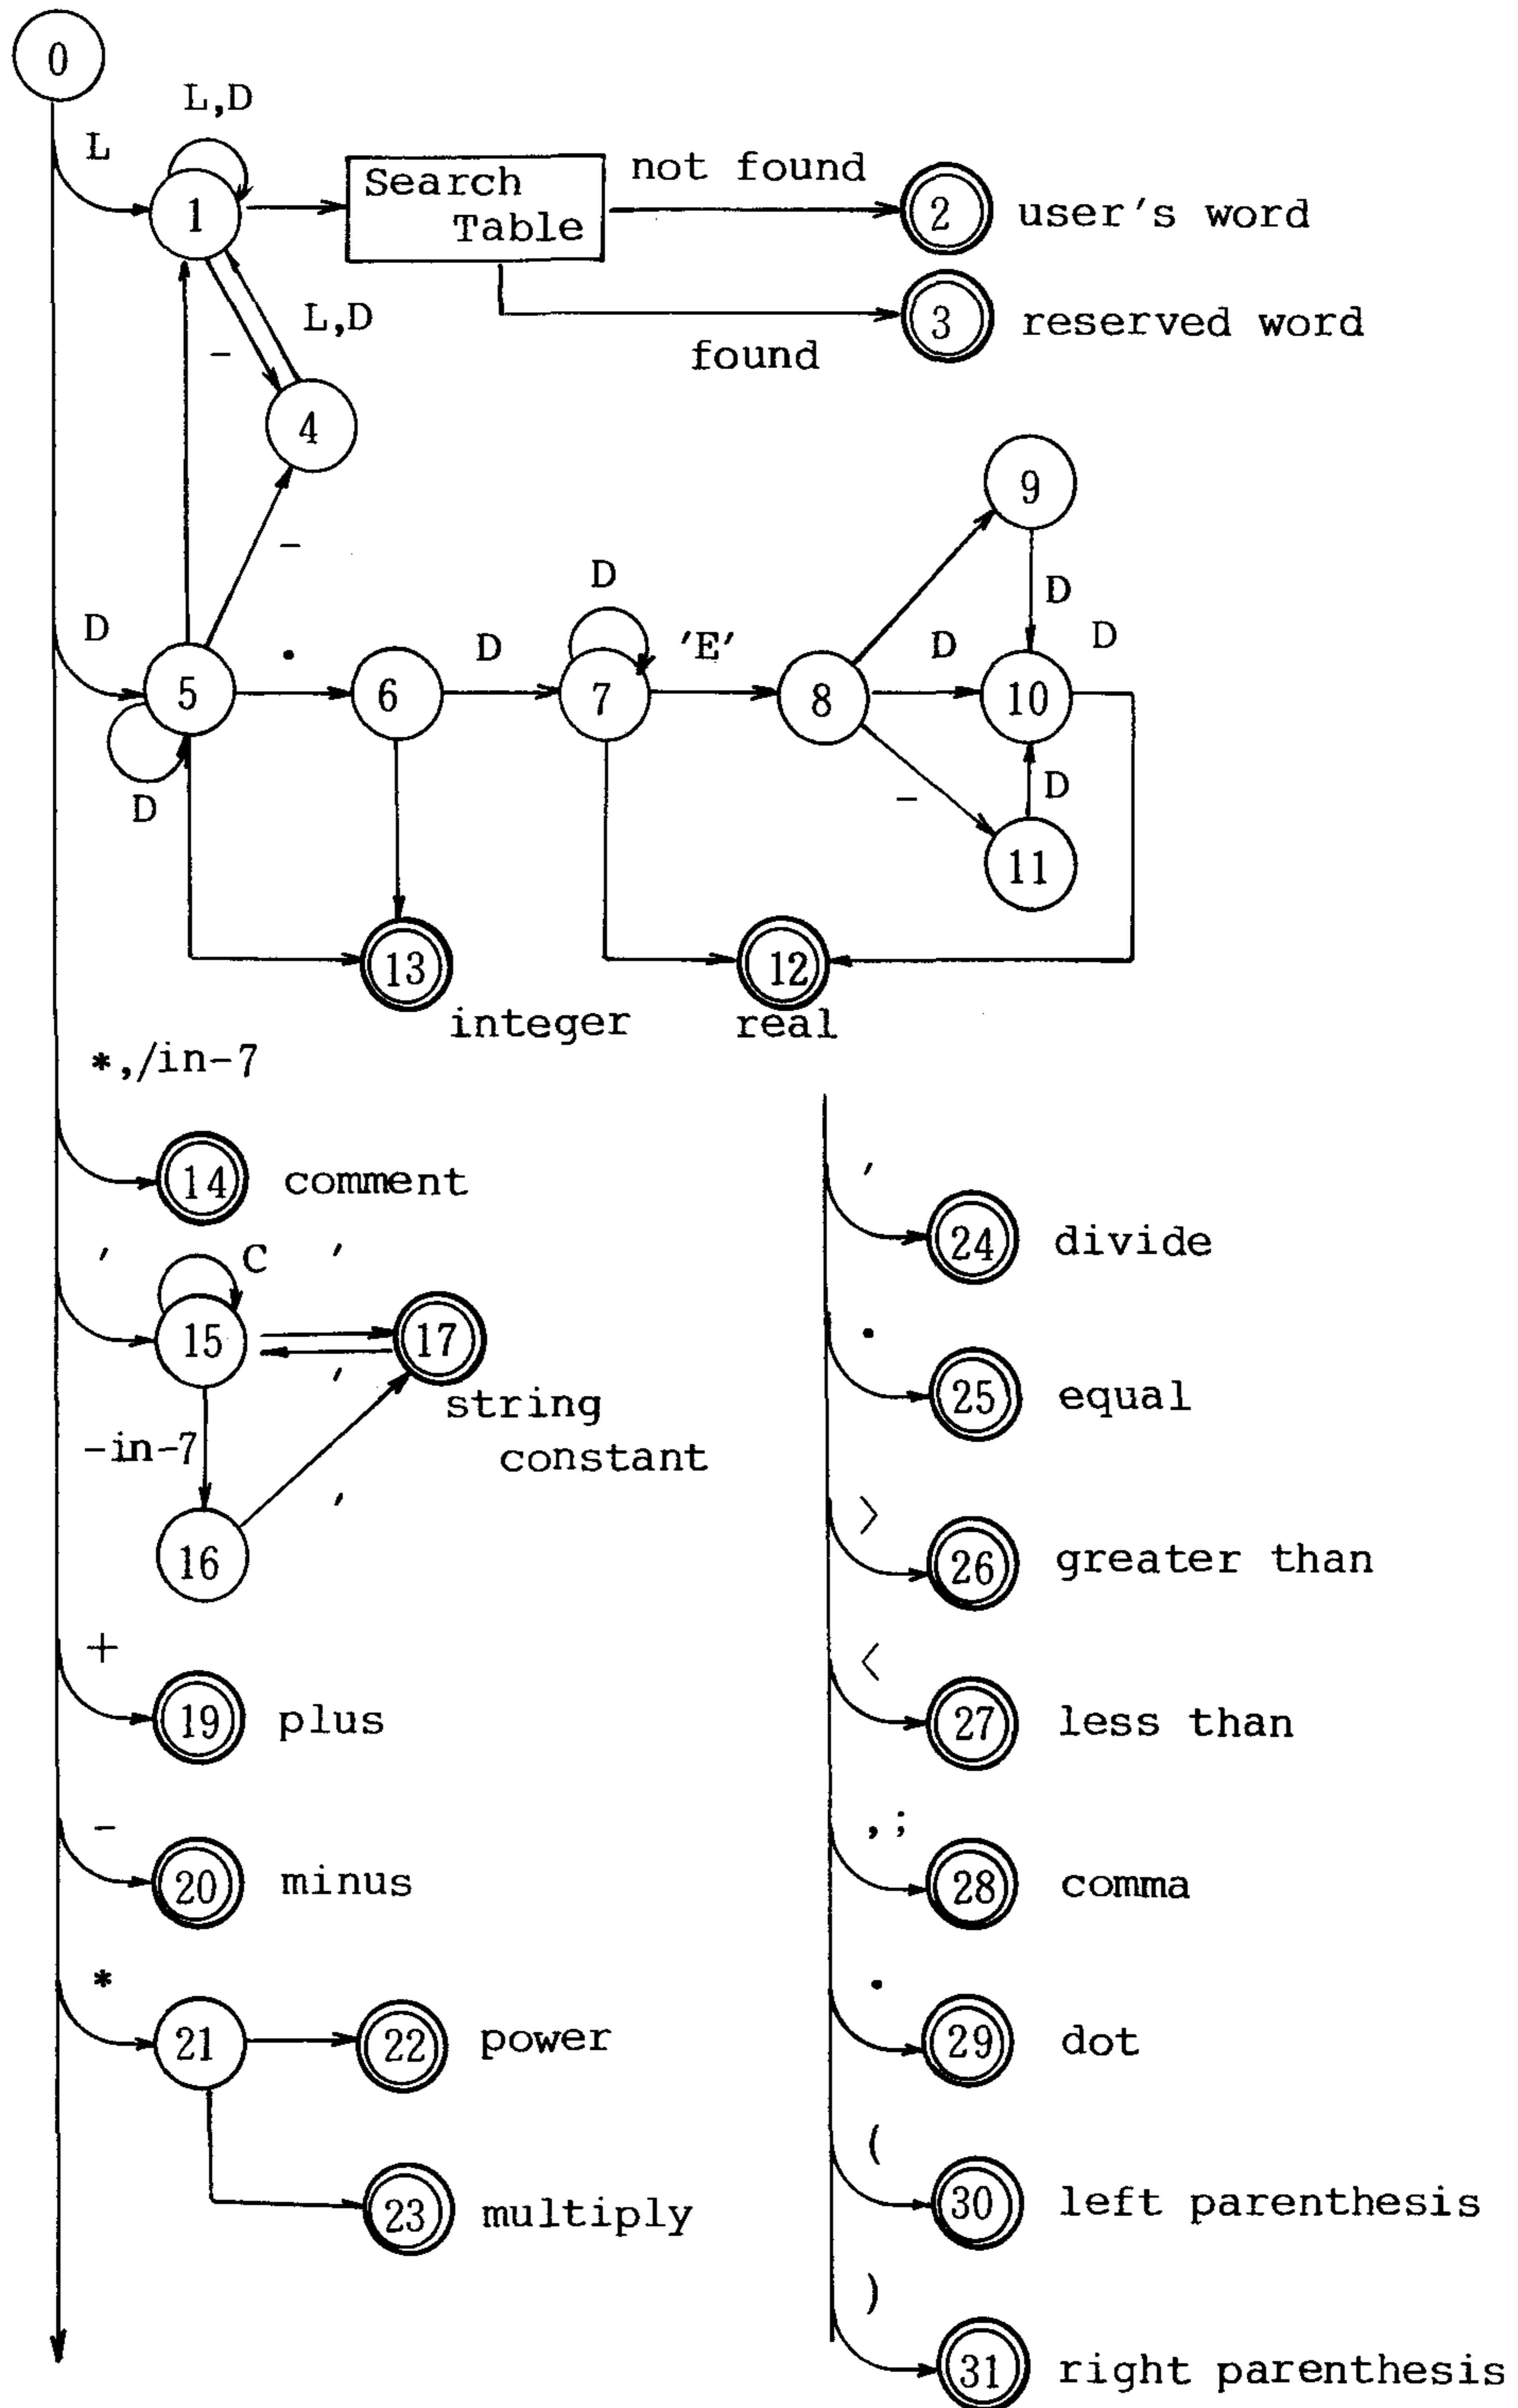 0
L,D
L
1
Search
Table
not found
2
user's word
3
reserved word
found
L,D
-
4
9
-
D
D
D
5
.
6
D
7
'E'
8
D
10
D
D
-
D
11
13
integer
12
real
*,/in-7
14
comment
'
C
'
15
17
'
string
constant
-in-7
16
'
+
19
plus
-
20
minus
*
21
22
power
23
multiply
'
24
divide
.
25
equal
>
26
greater than
<
27
less than
,;
28
comma
.
29
dot
(
30
left parenthesis
)
31
right parenthesis